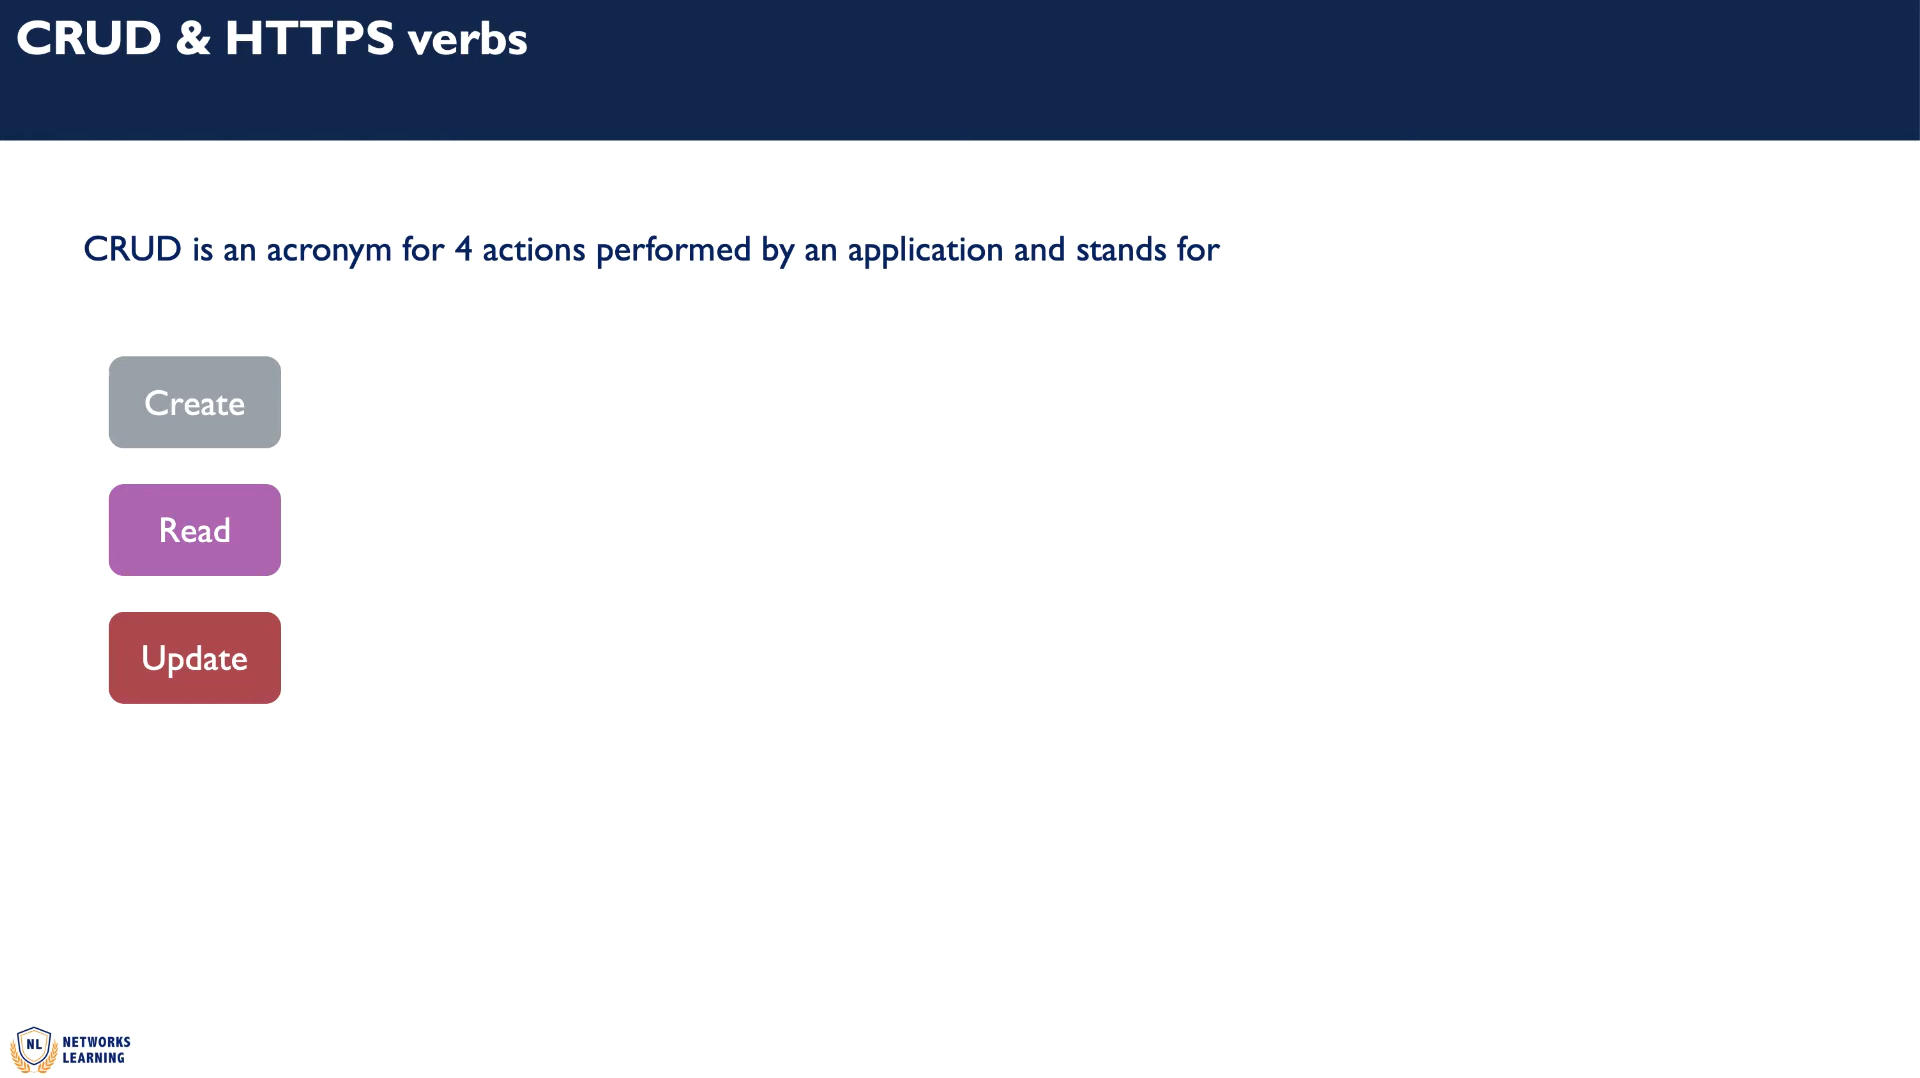 CRUD & HTTPS verbs
CRUD is an acronym for 4 actions performed by an application and stands for
Create
Read
Update
NL
NETWORKS
LEARNING